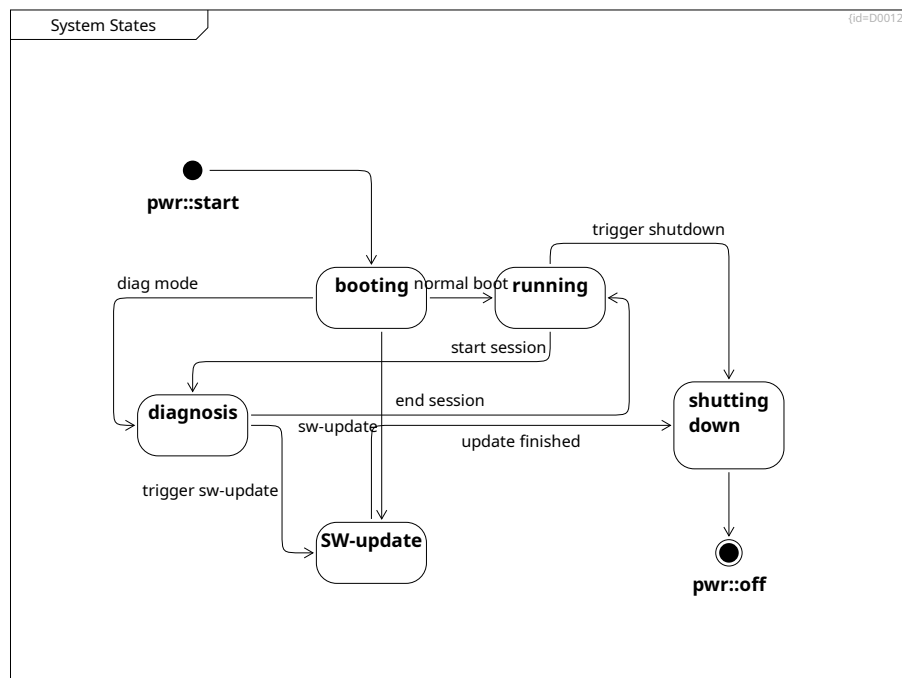 System States
{id=D0012
pwr::start
trigger shutdown
diag mode
booting
normal boot
running
start session
end session
shutting
down
diagnosis
sw-update
update finished
trigger sw-update
SW-update
pwr::off